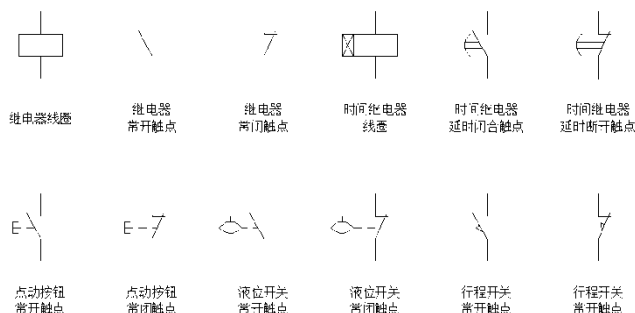 继电器线圈
继电器
常开触点
继电器
常闭触点
时间继电器
线圈
时间继电器
延时闭合触点
时间继电器
延时断开触点
点动按钮
常开触点
点动按钮
常闭触点
液位开关
常开触点
液位开关
常闭触点
行程开关
常开触点
行程开关
常开触点